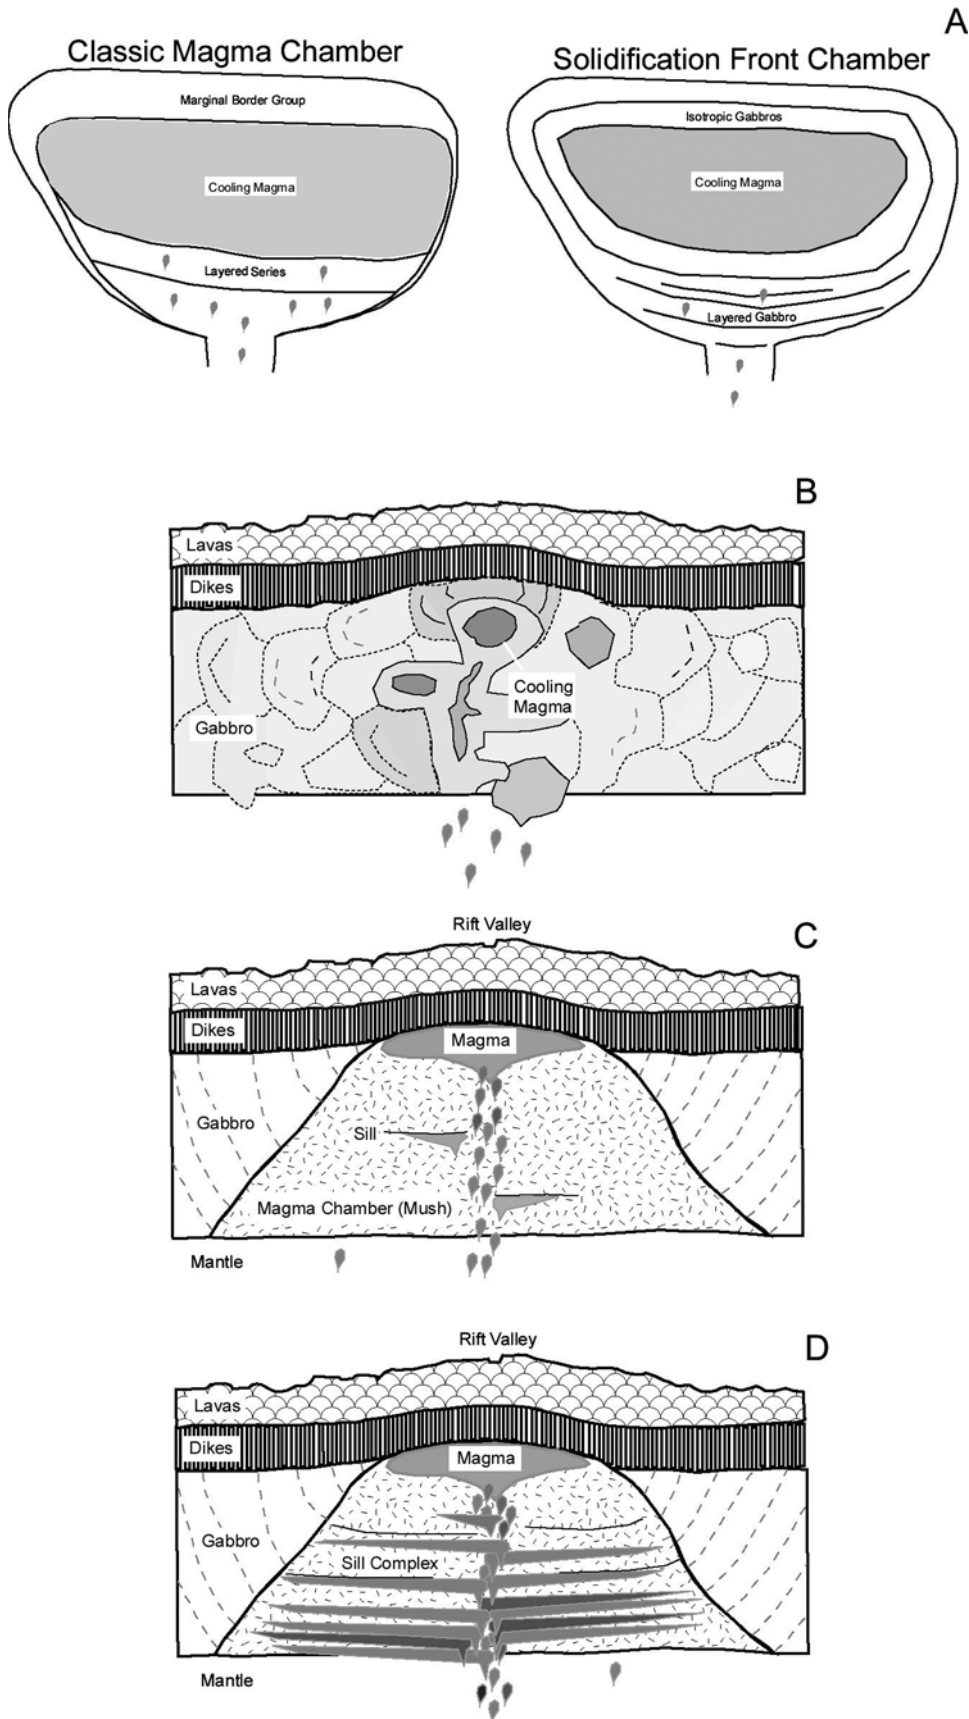 A
Classic Magma Chamber
Solidification Front Chamber
Marginal Border Group
Isotropic Gabbros
Cooling Magma
Cooling Magma
Layered Series
Layered Gabbro
B
Lavas
Dikes
Cooling
Magma
Gabbro
Rift Valley
C
Lavas
Dikes
Magma
Gabbro
Sill
Magma Chamber (Mush)
Mantle
Rift Valley
D
Lavas
Dikes
Magma
Gabbro
Sill Complex
Mantle